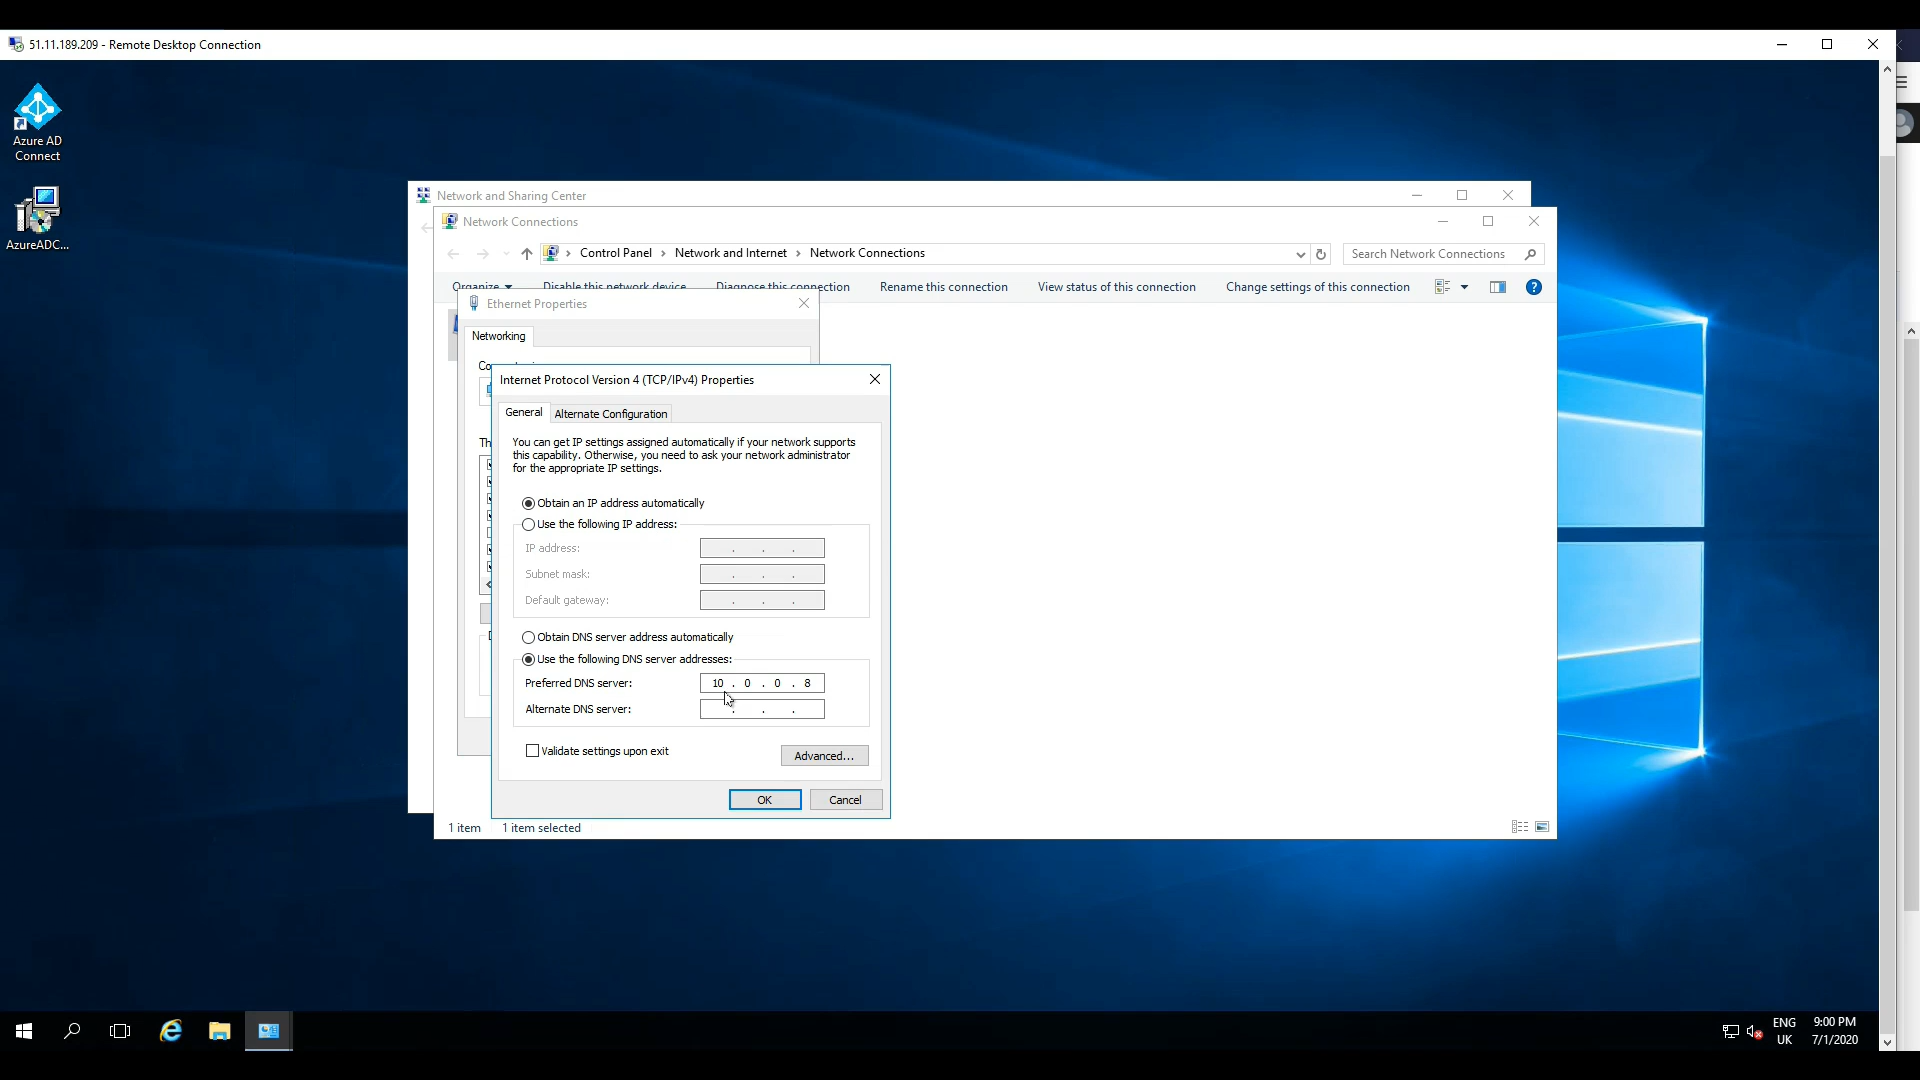 51.11.189.209 - Remote Desktop Connection
Azure AD
Connect
AzureADC...
Network and Sharing Center
Network Connections
Control Panel
Network and Internet
Network Connections
Search Network Connections
Organize
Disable this network device
Diagnose this connection
Rename this connection
View status of this connection
Change settings of this connection
Ethernet Properties
Networking
Internet Protocol Version 4 (TCP/IPv4) Properties
General
Alternate Configuration
You can get IP settings assigned automatically if your network supports
this capability. Otherwise, you need to ask your network administrator
for the appropriate IP settings.
Obtain an IP address automatically
Use the following IP address:
IP address:
Subnet mask:
Default gateway:
Obtain DNS server address automatically
Use the following DNS server addresses:
Preferred DNS server:
10 . 0 . 0 . 8
Alternate DNS server:
Validate settings upon exit
Advanced...
OK
Cancel
1 item
1 item selected
ENG
UK
9:00 PM
7/1/2020